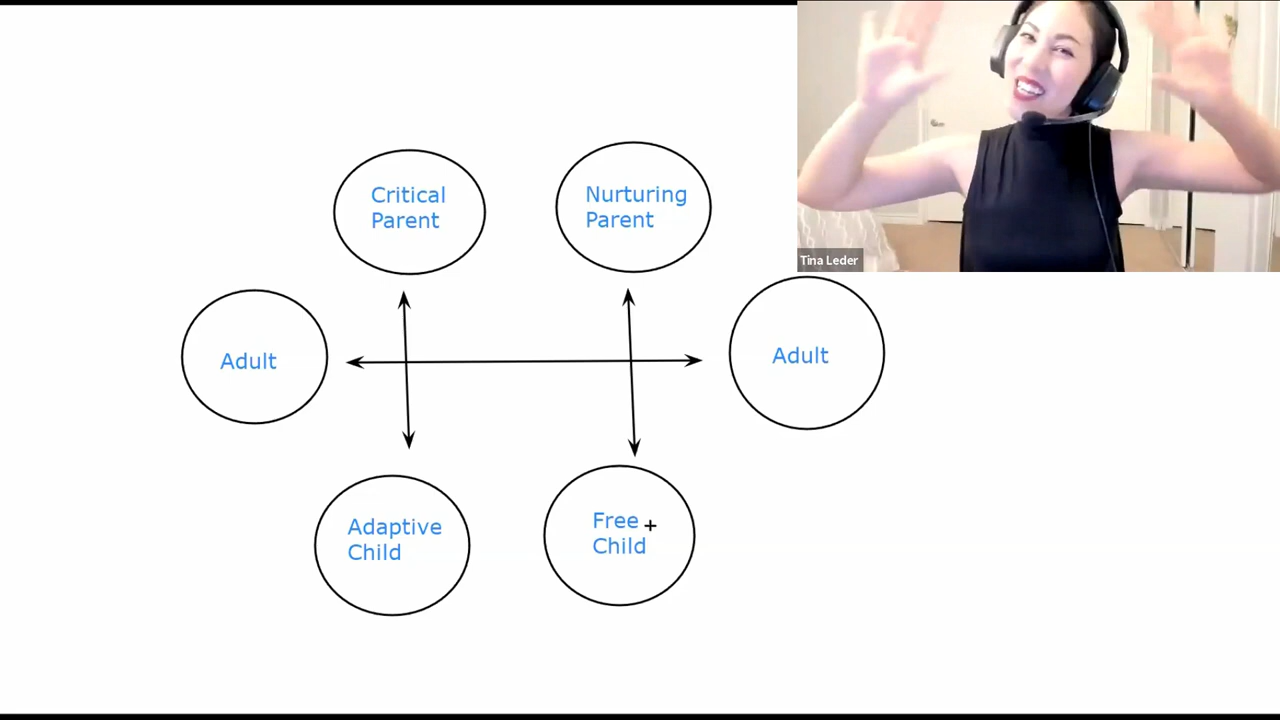 Critical
Parent
Nurturing
Parent
Tina Leder
Adult
Adult
Adaptive
Child
Free
Child